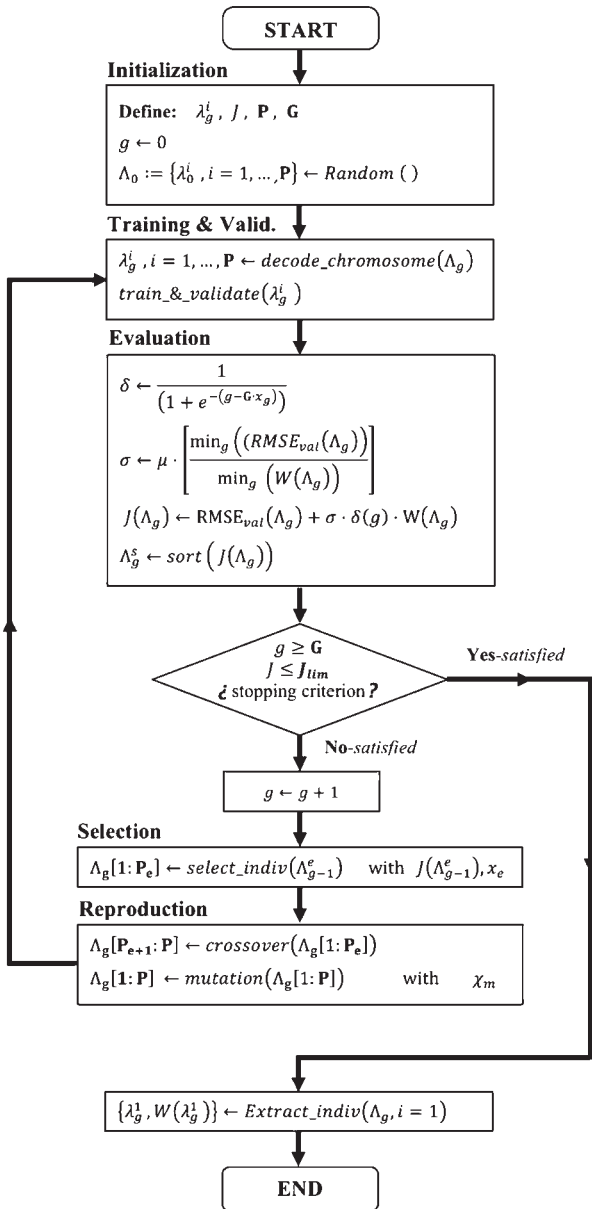 START
Initialization
Define: λ_g^i , J , P , G
g ← 0
Λ_0 := {λ_0^i , i = 1, ... , P} ← Random ( )
Training & Valid.
λ_g^i , i = 1, ... , P ← decode_chromosome(Λ_g)
train_&_validate(λ_g^i )
Evaluation
δ ← 1 / (1 + e^{−(g−G·x_g)})
σ ← μ · [min_g ((RMSE_val(Λ_g)) / min_g (W(Λ_g))]
J(Λ_g) ← RMSE_val(Λ_g) + σ · δ(g) · W(Λ_g)
Λ_g^s ← sort (J(Λ_g))
g ≥ G
J ≤ J_lim
¿ stopping criterion ?
Yes-satisfied
No-satisfied
g ← g + 1
Selection
Λ_g[1: P_e] ← select_indiv(Λ_{g−1}^e) with J(Λ_{g−1}^e), x_e
Reproduction
Λ_g[P_{e+1}: P] ← crossover(Λ_g[1: P_e])
Λ_g[1: P] ← mutation(Λ_g[1: P]) with χ_m
{λ_g^1 , W(λ_g^1)} ← Extract_indiv(Λ_g, i = 1)
END